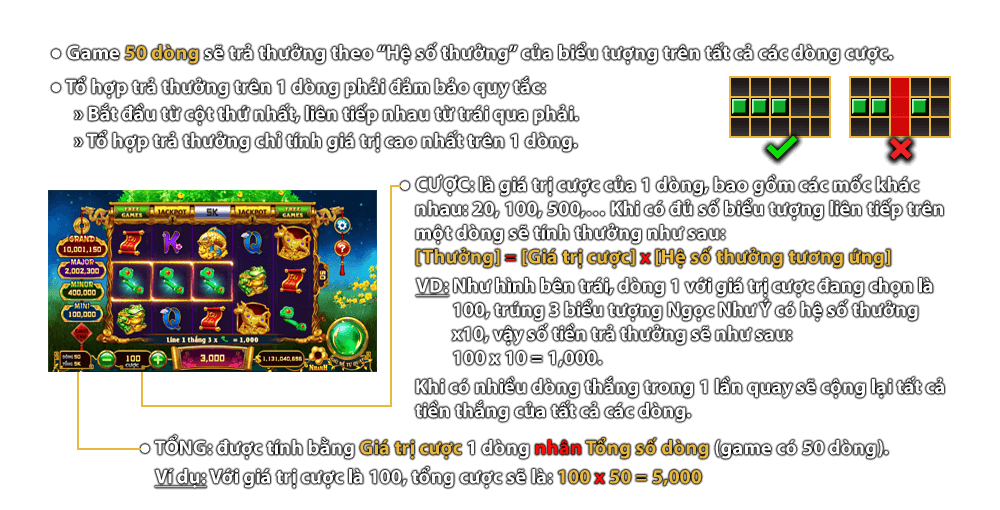 • Game 50 dòng sẽ trả thưởng theo “Hệ số thưởng” của biểu tượng trên tất cả các dòng cược.
• Tổ hợp trả thưởng trên 1 dòng phải đảm bảo quy tắc:
» Bắt đầu từ cột thứ nhất, liên tiếp nhau từ trái qua phải.
» Tổ hợp trả thưởng chỉ tính giá trị cao nhất trên 1 dòng.
• CƯỢC: là giá trị cược của 1 dòng, bao gồm các mốc khác
nhau: 20, 100, 500,... Khi có đủ số biểu tượng liên tiếp trên
một dòng sẽ tính thưởng như sau:
[Thưởng] = [Giá trị cược] x [Hệ số thưởng tương ứng]
VD: Như hình bên trái, dòng 1 với giá trị cược đang chọn là
100, trúng 3 biểu tượng Ngọc Như Ý có hệ số thưởng
x10, vậy số tiền trả thưởng sẽ như sau:
100 x 10 = 1,000.
Khi có nhiều dòng thắng trong 1 lần quay sẽ cộng lại tất cả
tiền thắng của tất cả các dòng.
FREE GAMES
JACKPOT
5K
JACKPOT
FREE GAMES
GRAND
10,001,150
MAJOR
2,002,300
MINOR
400,000
MINI
100,000
K
Q
Q
Line 1 thắng 3 x = 1,000
DÒNG 50
TỔNG 5K
100
CƯỢC
3,000
1,131,040,655
NHANH
TỰ QUAY
• TỔNG: được tính bằng Giá trị cược 1 dòng nhân Tổng số dòng (game có 50 dòng).
Ví dụ: Với giá trị cược là 100, tổng cược sẽ là: 100 x 50 = 5,000